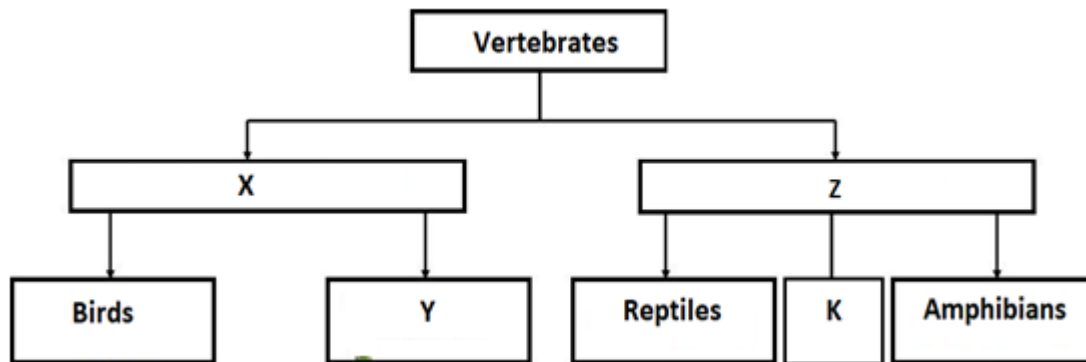 Vertebrates
X
Z
Birds
Y
Reptiles
K
Amphibians